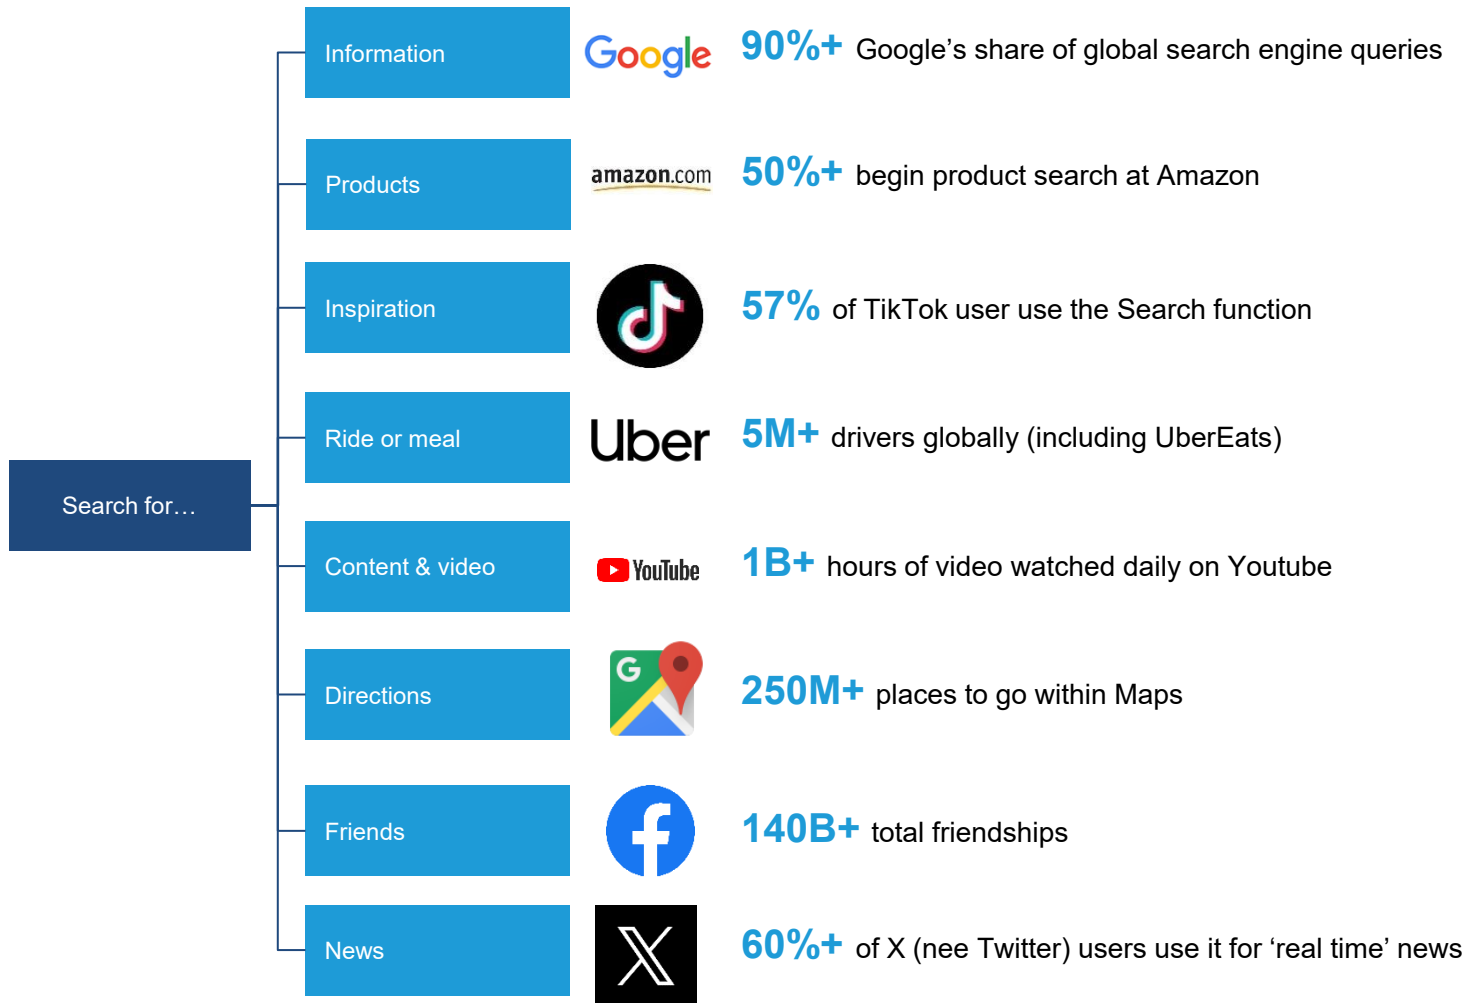 Search for…
Information
Google
90%+ Google’s share of global search engine queries
Products
amazon.com
50%+ begin product search at Amazon
Inspiration
57% of TikTok user use the Search function
Ride or meal
Uber
5M+ drivers globally (including UberEats)
Content & video
YouTube
1B+ hours of video watched daily on Youtube
Directions
G
250M+ places to go within Maps
Friends
f
140B+ total friendships
News
X
60%+ of X (nee Twitter) users use it for ‘real time’ news